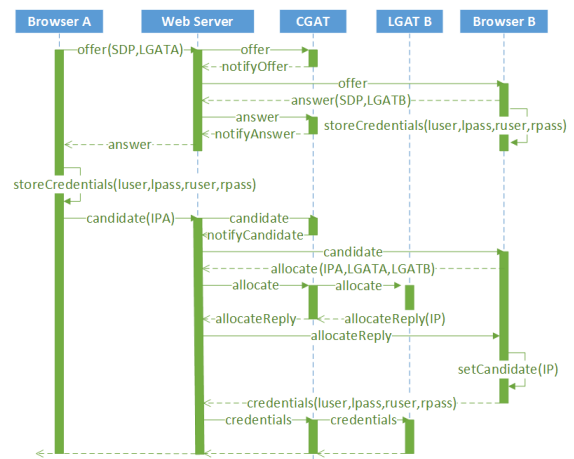 Browser A Web Server CGAT LGAT B Browser B
offer(SDP,LGATA) offer
notifyOffer
offer
answer(SDP,LGATB)
answer
storeCredentials(luser,lpass,ruser,rpass)
notifyAnswer
answer
storeCredentials(luser,lpass,ruser,rpass)
candidate(IPA) candidate
notifyCandidate
candidate
allocate(IPA,LGATA,LGATB)
allocate allocate
allocateReply allocateReply(IP)
allocateReply
setCandidate(IP)
credentials(luser,lpass,ruser,rpass)
credentials credentials